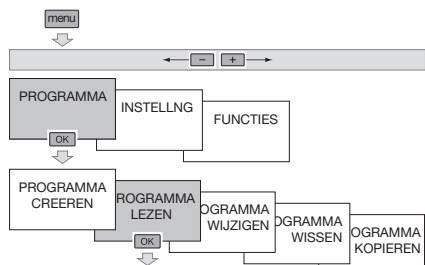 menu
- +
PROGRAMMA
INSTELLNG
FUNCTIES
OK
PROGRAMMA
CREEREN
ROGRAMMA
LEZEN
OGRAMMA
WIJZIGEN
OGRAMMA
WISSEN
OGRAMMA
KOPIEREN
OK